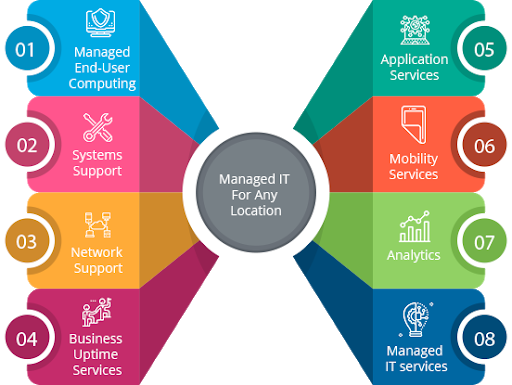 01
Managed
End-User
Computing
02
Systems
Support
03
Network
Support
04
Business
Uptime
Services
Managed IT
For Any
Location
Application
Services
05
Mobility
Services
06
Analytics
07
Managed
IT services
08